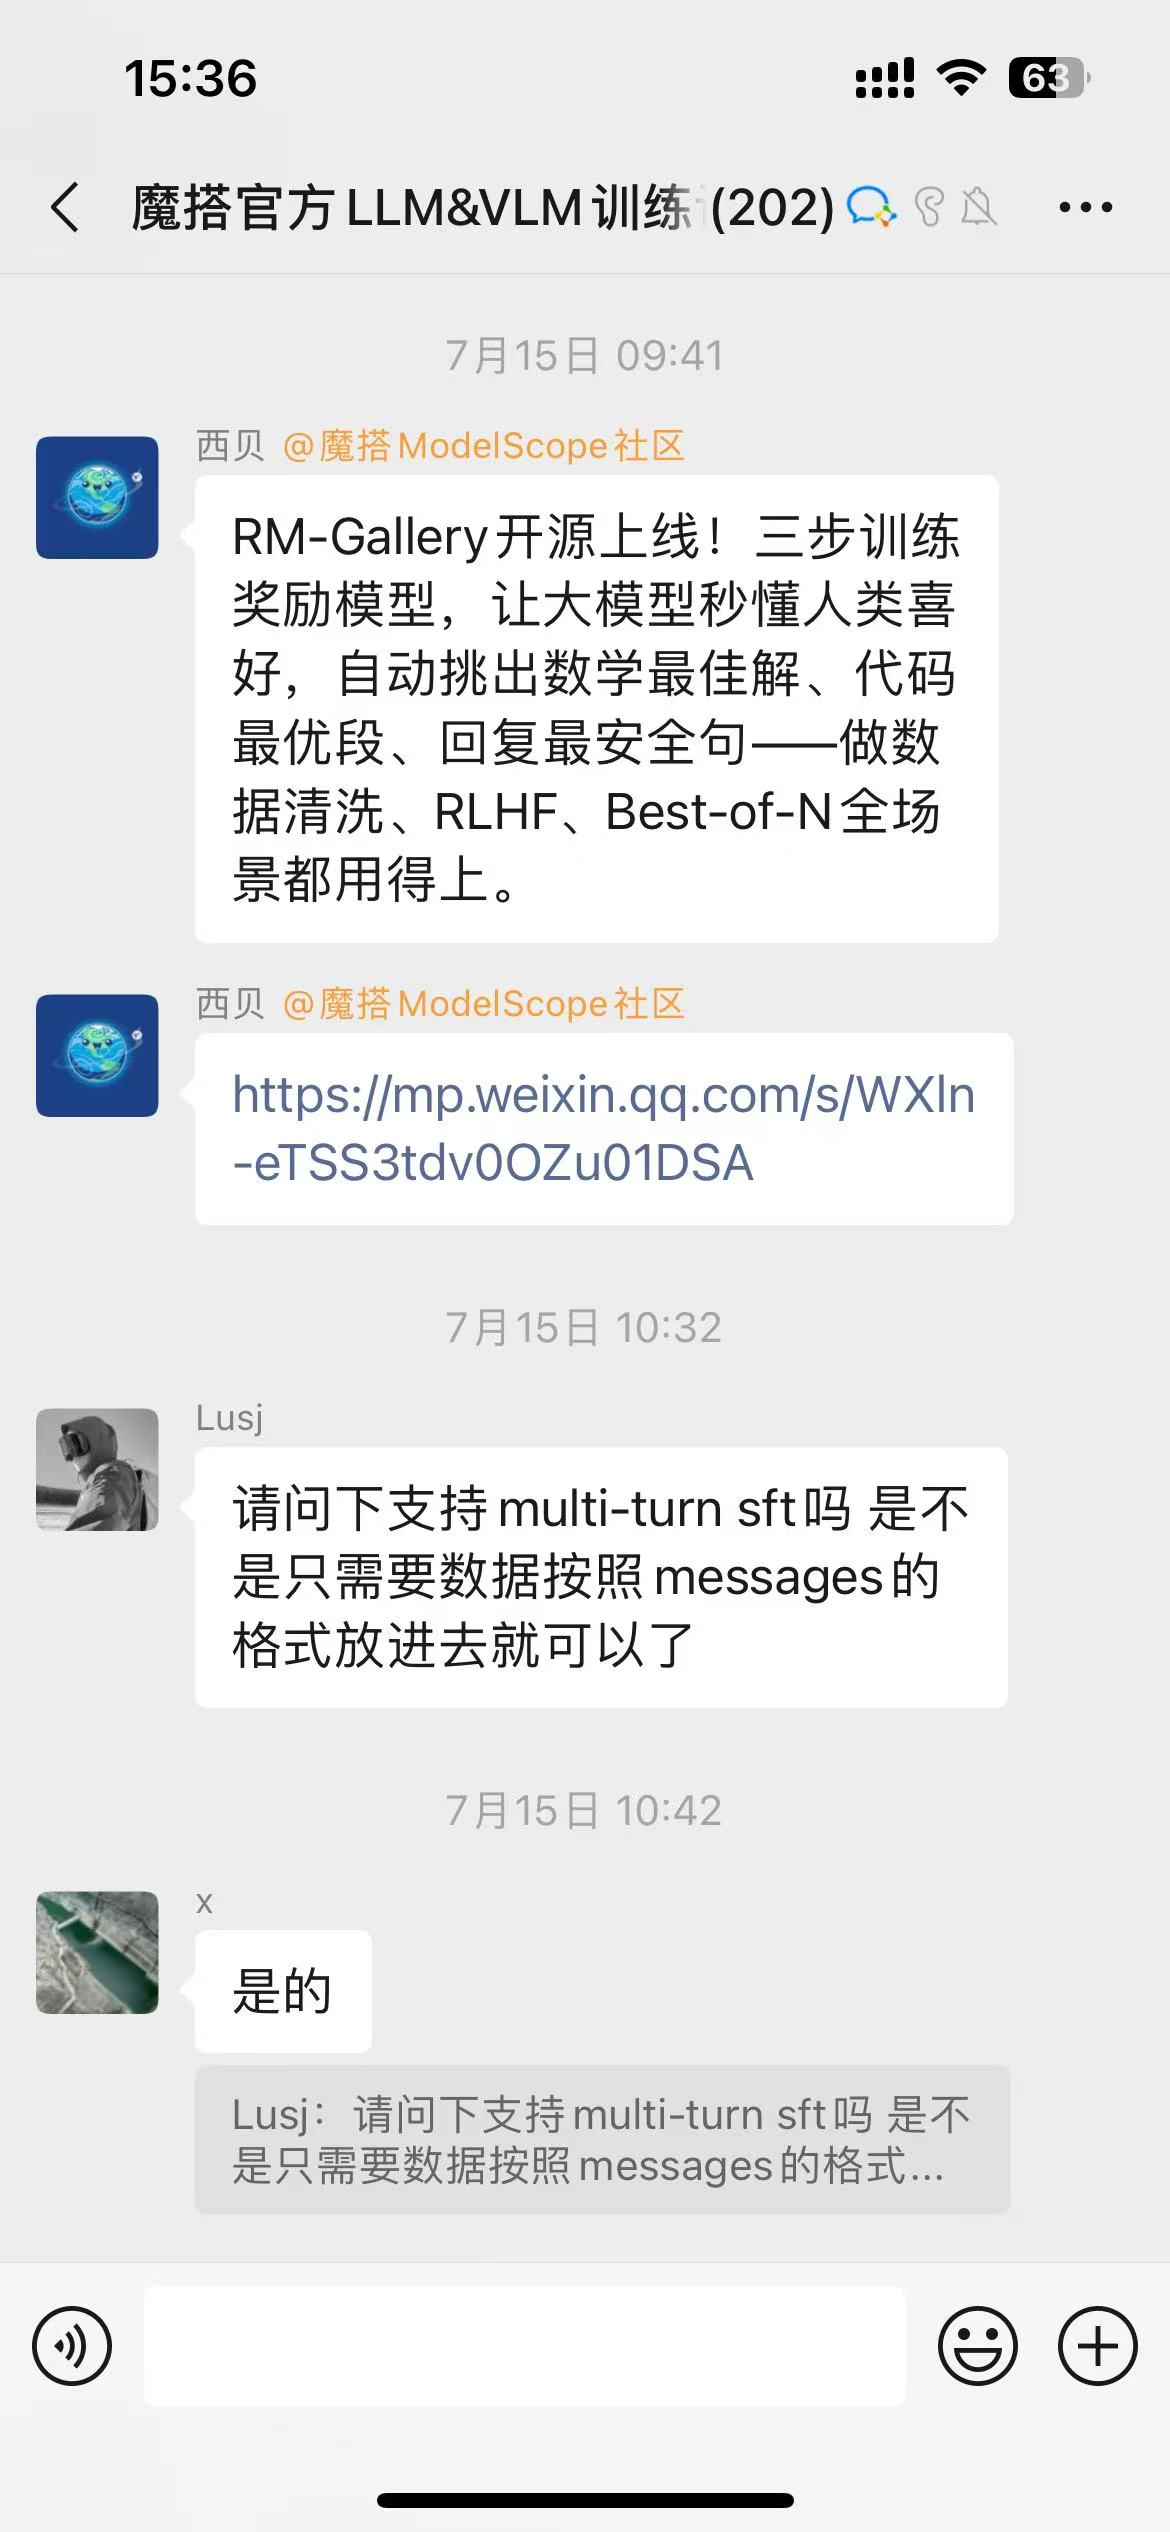 15:36
63
魔搭官方LLM&VLM训练(202)
7月15日 09:41
西贝 @魔搭ModelScope社区
RM-Gallery开源上线！三步训练
奖励模型，让大模型秒懂人类喜
好，自动挑出数学最佳解、代码
最优段、回复最安全句——做数
据清洗、RLHF、Best-of-N全场
景都用得上。
西贝 @魔搭ModelScope社区
https://mp.weixin.qq.com/s/WXln
-eTSS3tdv0OZu01DSA
7月15日 10:32
Lusj
请问下支持multi-turn sft吗 是不
是只需要数据按照messages的
格式放进去就可以了
7月15日 10:42
x
是的
Lusj：请问下支持multi-turn sft吗 是不
是只需要数据按照messages的格式...